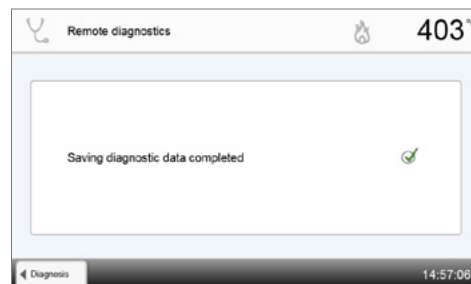 Remote diagnostics
403°
Saving diagnostic data completed
Diagnosis
14:57:06